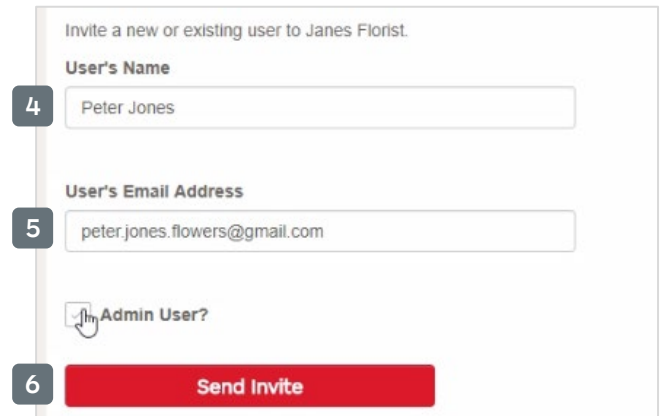 Invite a new or existing user to Janes Florist.
User's Name
4
Peter Jones
User's Email Address
5
peter.jones.flowers@gmail.com
Admin User?
6
Send Invite